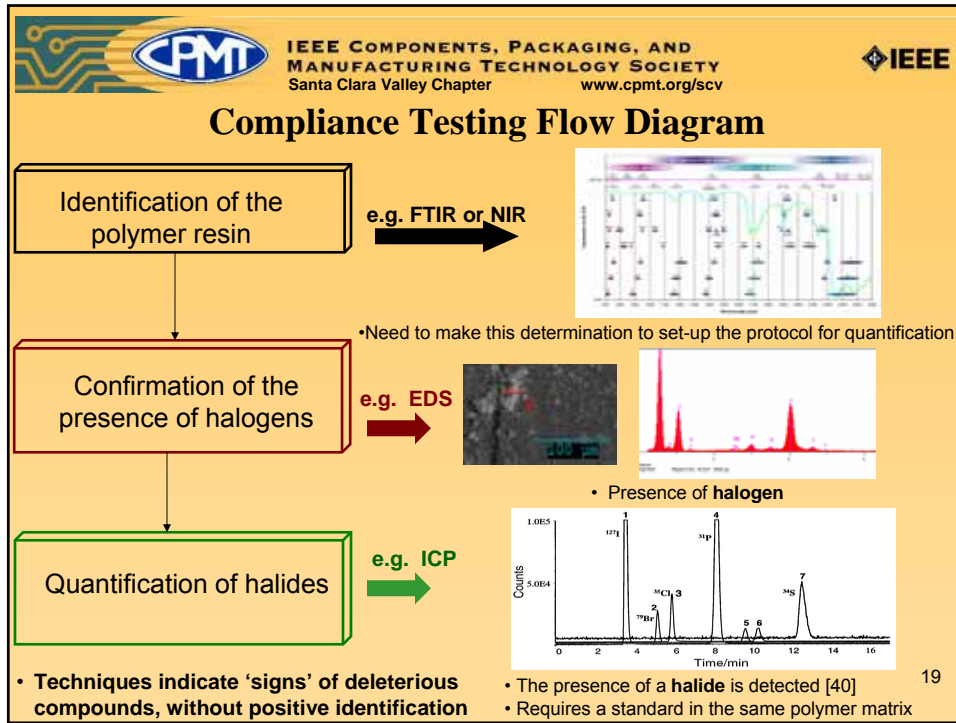 CPMT
IEEE COMPONENTS, PACKAGING, AND
MANUFACTURING TECHNOLOGY SOCIETY
Santa Clara Valley Chapter www.cpmt.org/scv
IEEE
Compliance Testing Flow Diagram
Identification of the
polymer resin
e.g. FTIR or NIR
•Need to make this determination to set-up the protocol for quantification
Confirmation of the
presence of halogens
e.g. EDS
100 µm
• Presence of halogen
Quantification of halides
e.g. ICP
1.0E5
5.0E4
Counts
1
127I
2
79Br
35Cl 3
4
31P
5
6
7
34S
0 2 4 6 8 10 12 14 16
Time/min
• Techniques indicate ‘signs’ of deleterious
compounds, without positive identification
• The presence of a halide is detected [40]
• Requires a standard in the same polymer matrix
19